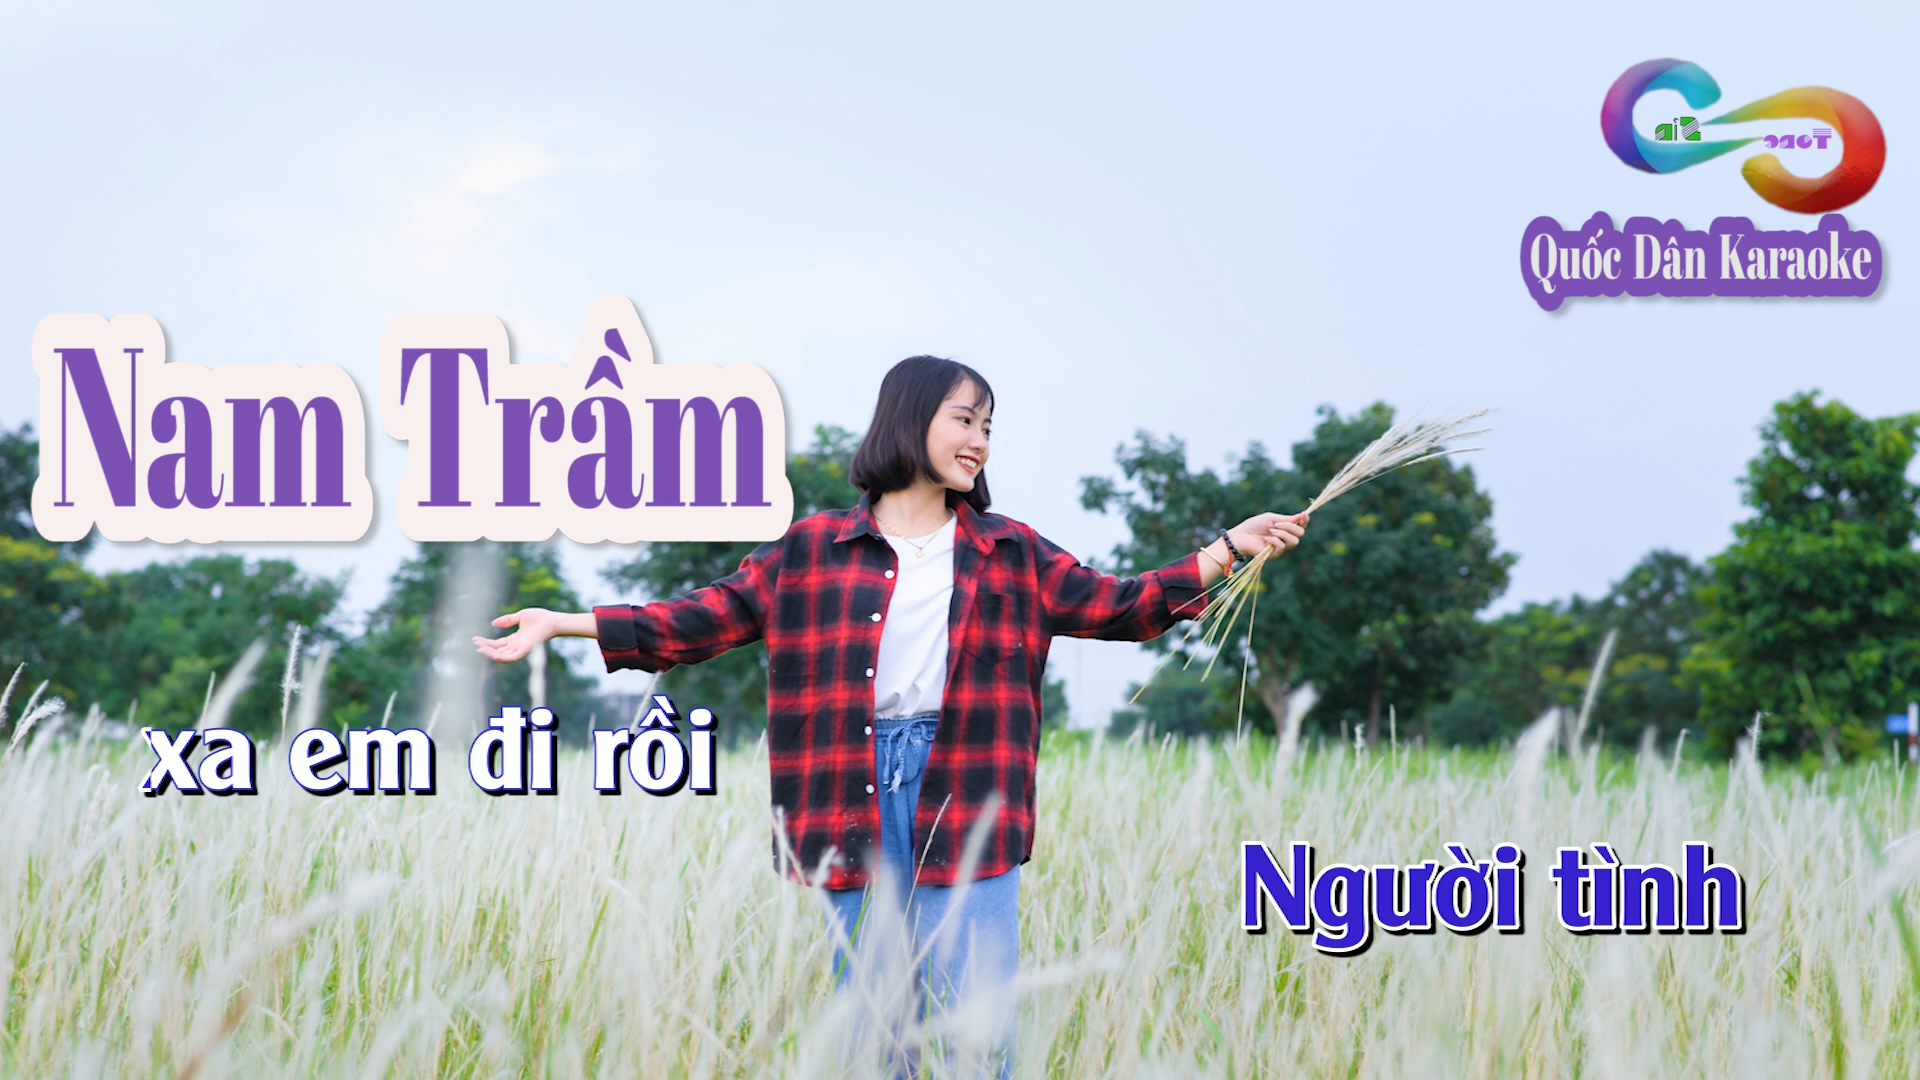 Quốc Dân Karaoke
Nam Trầm
xa em đi rồi
Người tình